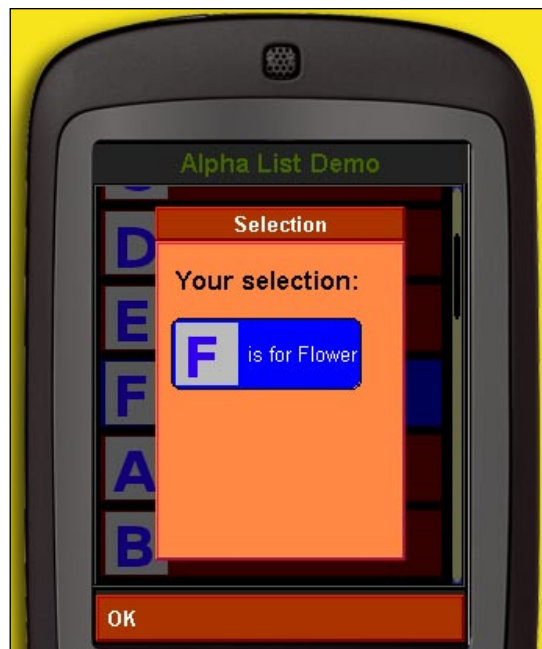 Alpha List Demo
Selection
D
Your selection:
E
F is for Flower
F
A
B
OK